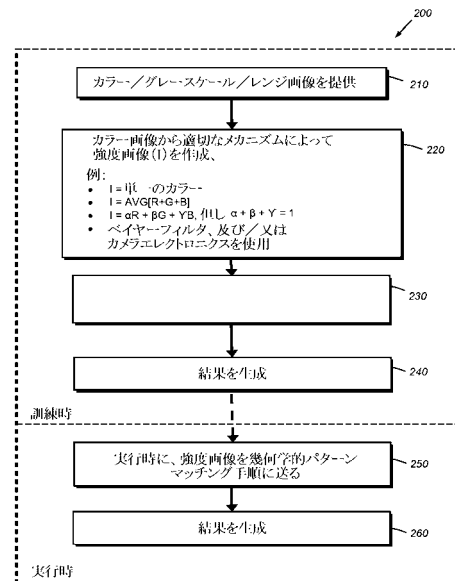 200
カラー／グレースケール／レンジ画像を提供
210
カラー画像から適切なメカニズムによって
強度画像(I)を作成、
例：
• I = 単一のカラー
• I = AVG[R+G+B]
• I = αR + βG + ϒB, 但し α + β + ϒ = 1
• ベイヤーフィルタ、及び／又は
カメラエレクトロニクスを使用
220
230
結果を生成
240
訓練時
実行時に、強度画像を幾何学的パターン
マッチング手順に送る
250
結果を生成
260
実行時